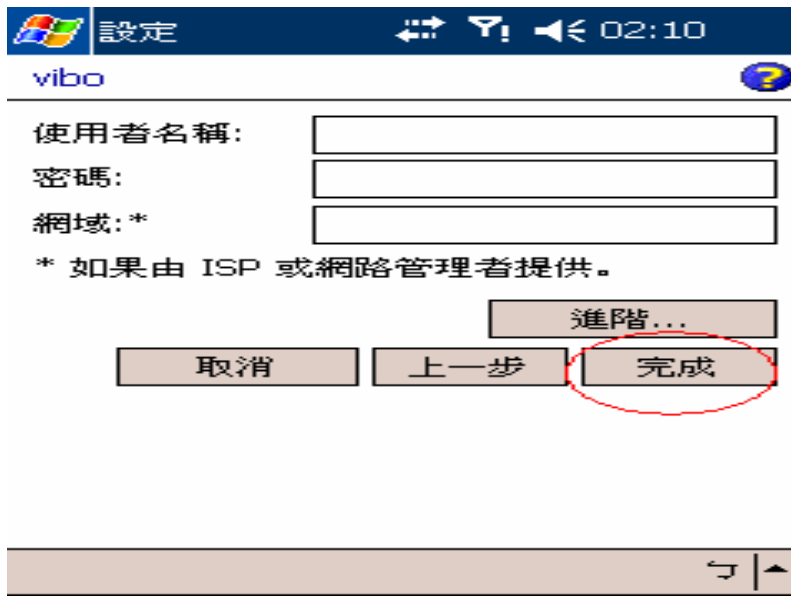 設定 02:10
vibo
使用者名稱:
密碼:
網域:*
* 如果由 ISP 或網路管理者提供。
進階...
取消 上一步 完成
ㄅ